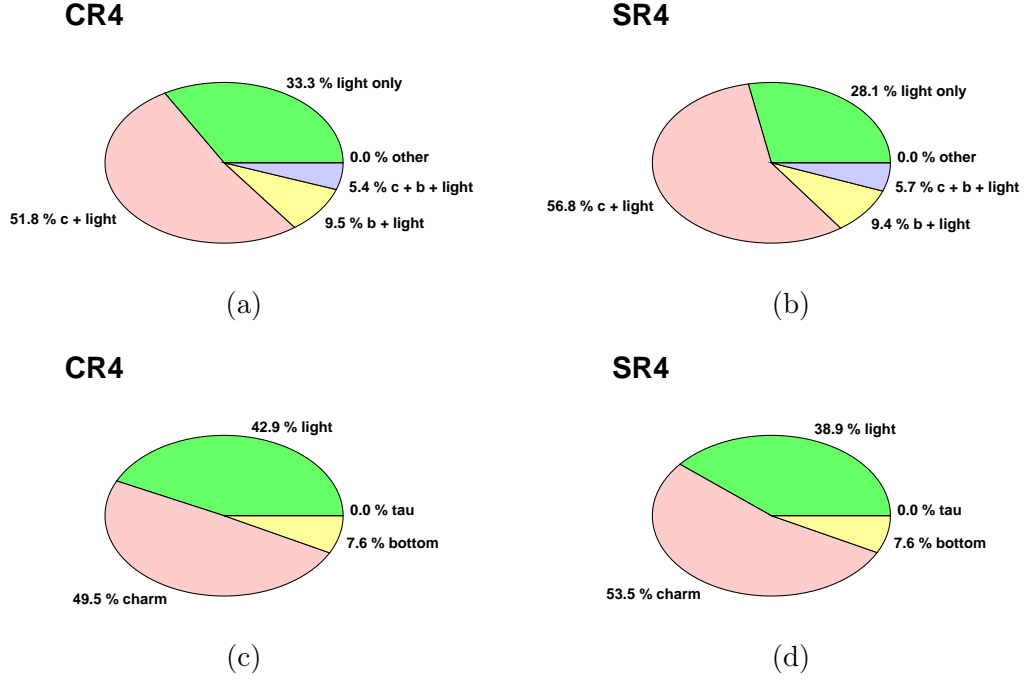 CR4
33.3 % light only
0.0 % other
5.4 % c + b + light
9.5 % b + light
51.8 % c + light
(a)
SR4
28.1 % light only
0.0 % other
5.7 % c + b + light
9.4 % b + light
56.8 % c + light
(b)
CR4
42.9 % light
0.0 % tau
7.6 % bottom
49.5 % charm
(c)
SR4
38.9 % light
0.0 % tau
7.6 % bottom
53.5 % charm
(d)